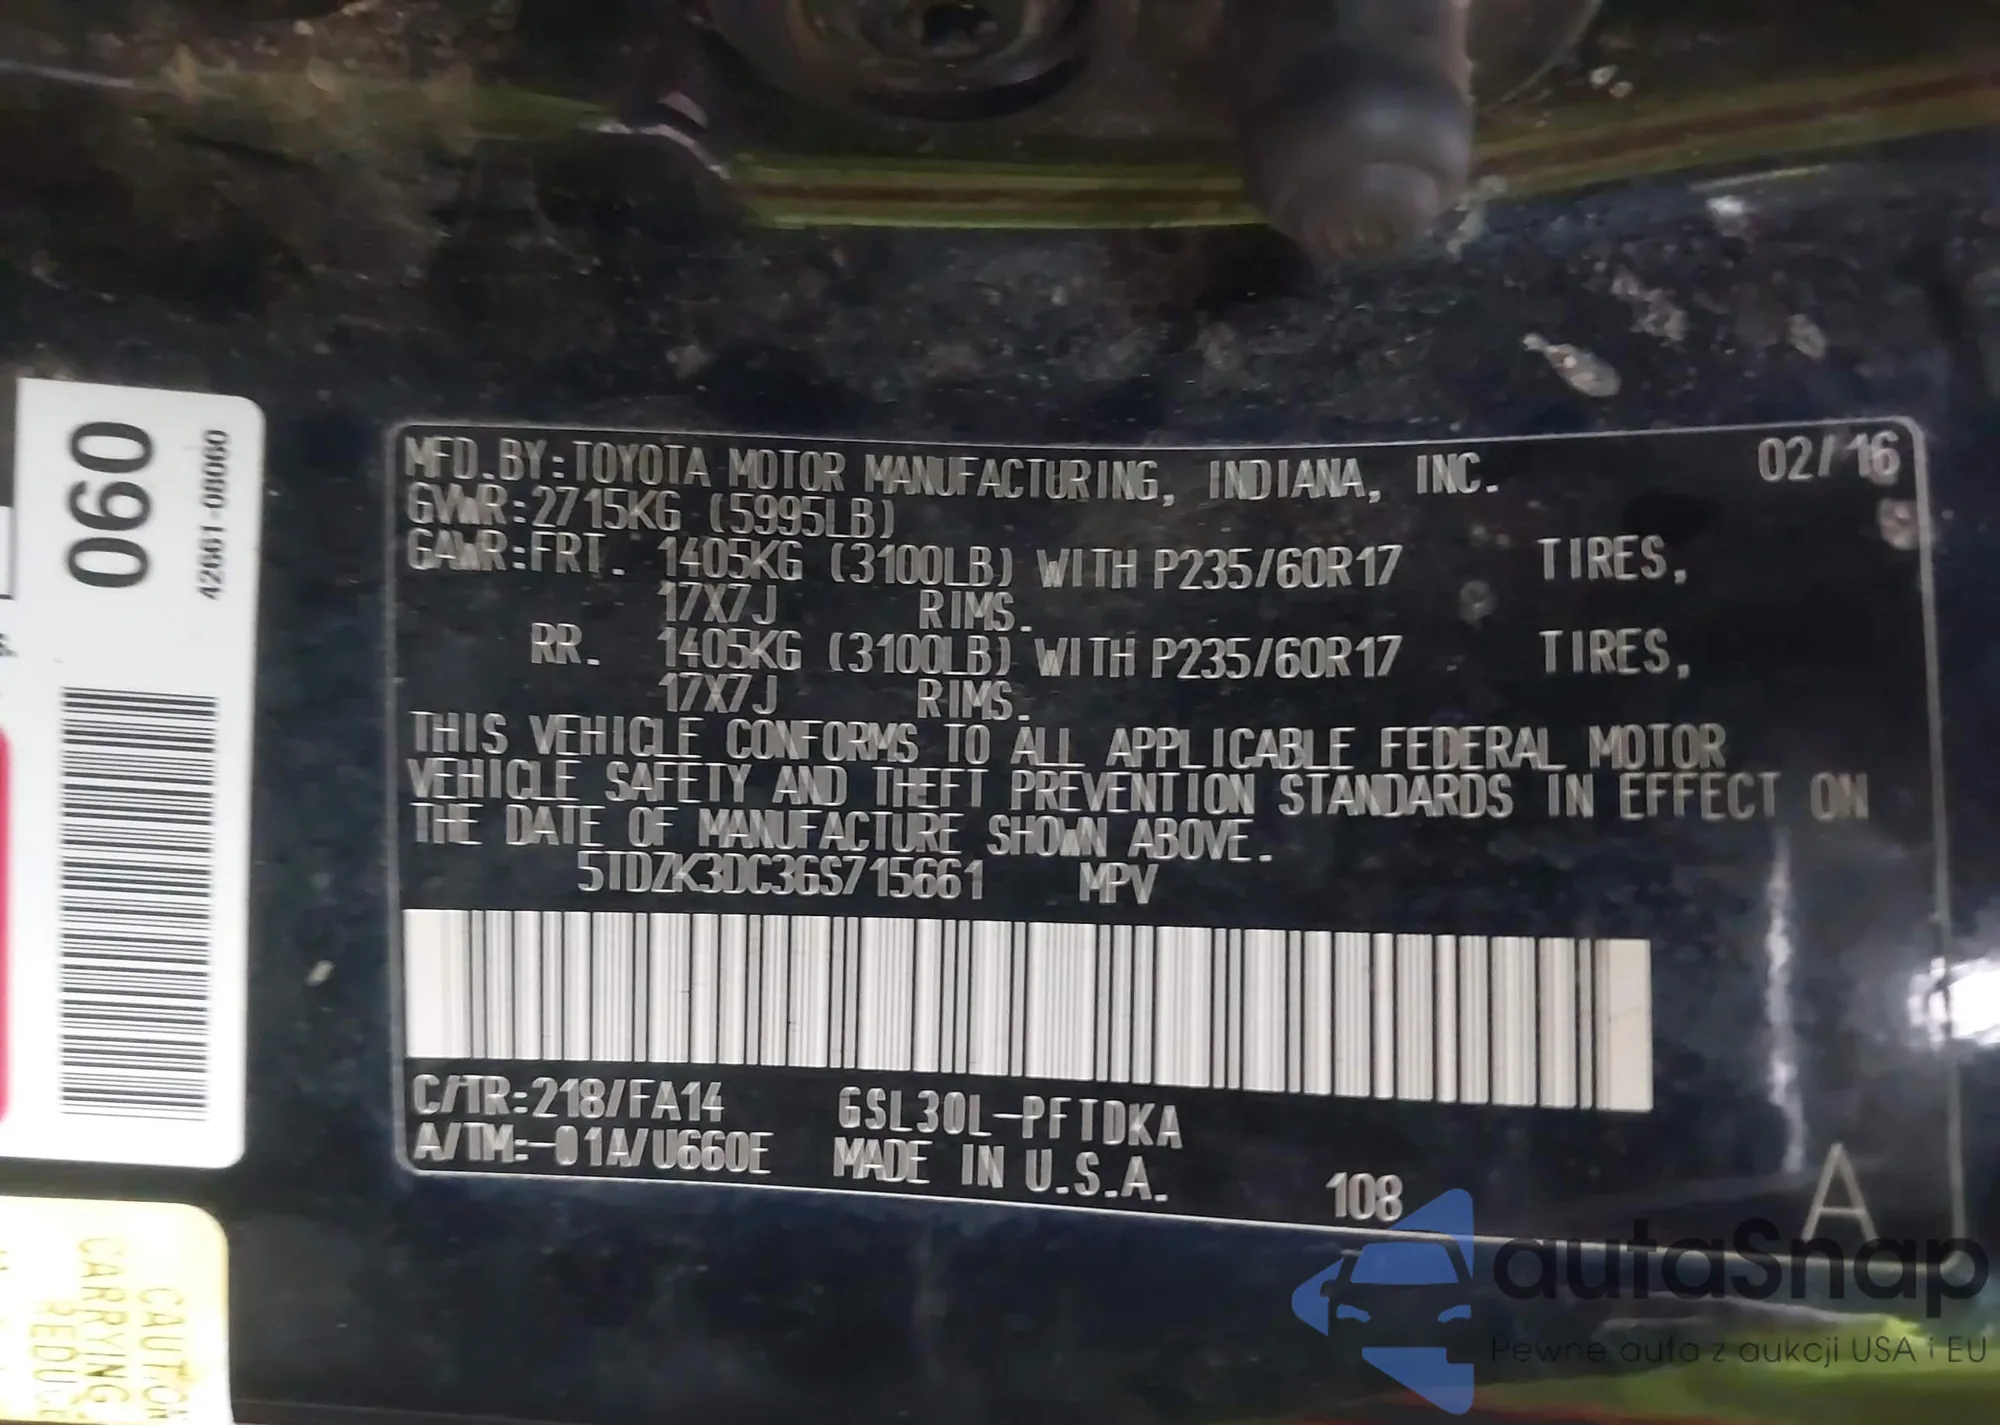 MFD.BY:TOYOTA MOTOR MANUFACTURING, INDIANA, INC. 02/16
GVWR:2715KG (5995LB)
GAWR:FRT. 1405KG (3100LB) WITH P235/60R17 TIRES,
17X7J RIMS.
RR. 1405KG (3100LB) WITH P235/60R17 TIRES,
17X7J RIMS.
THIS VEHICLE CONFORMS TO ALL APPLICABLE FEDERAL MOTOR
VEHICLE SAFETY AND THEFT PREVENTION STANDARDS IN EFFECT ON
THE DATE OF MANUFACTURE SHOWN ABOVE.
5TDZK3DC3GS715661 MPV
C/TR:218/FA14 GSL30L-PFTDKA
A/TM:-01A/U660E MADE IN U.S.A.
108
A
060
42661-08060
CAUTION
CARRYING
REDUCE
autaSnap
Pewne auta z aukcji USA i EU